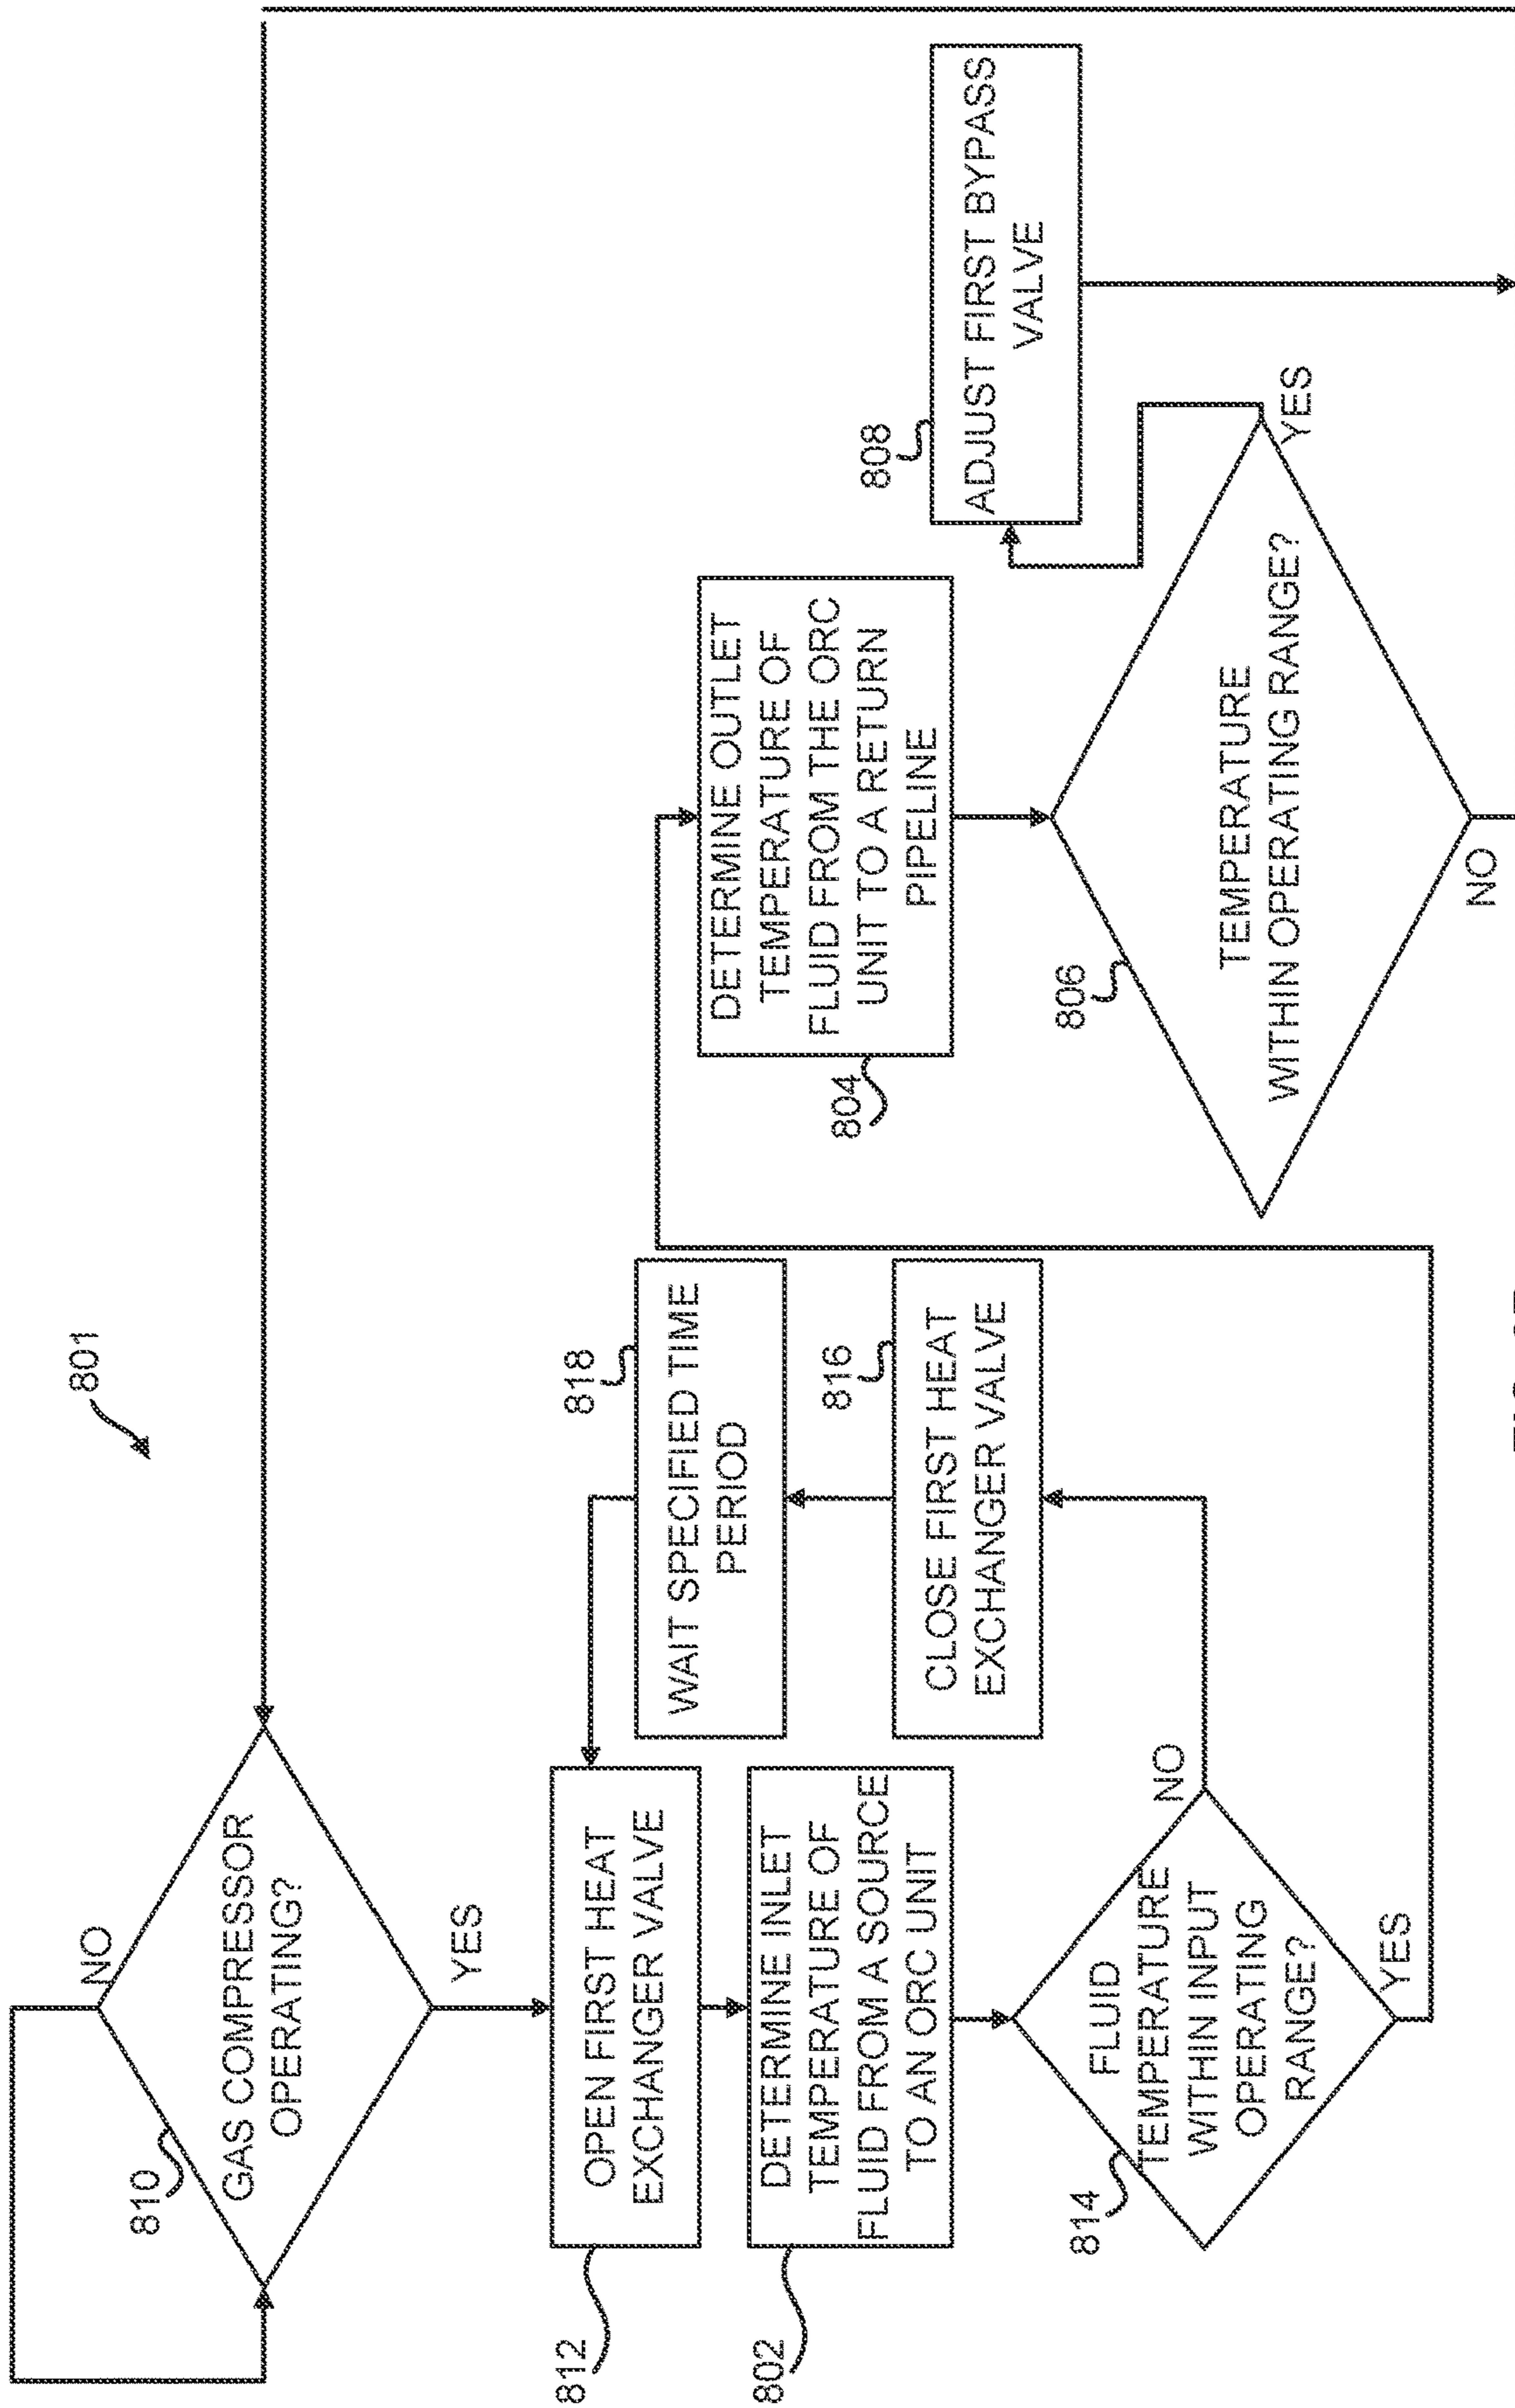 801
810
GAS COMPRESSOR
OPERATING?
NO
YES
812
OPEN FIRST HEAT
EXCHANGER VALVE
802
DETERMINE INLET
TEMPERATURE OF
FLUID FROM A SOURCE
TO AN ORC UNIT
814
FLUID
TEMPERATURE
WITHIN INPUT
OPERATING
RANGE?
NO
YES
818
WAIT SPECIFIED TIME
PERIOD
816
CLOSE FIRST HEAT
EXCHANGER VALVE
804
DETERMINE OUTLET
TEMPERATURE OF
FLUID FROM THE ORC
UNIT TO A RETURN
PIPELINE
806
TEMPERATURE
WITHIN OPERATING RANGE?
YES
NO
808
ADJUST FIRST BYPASS
VALVE